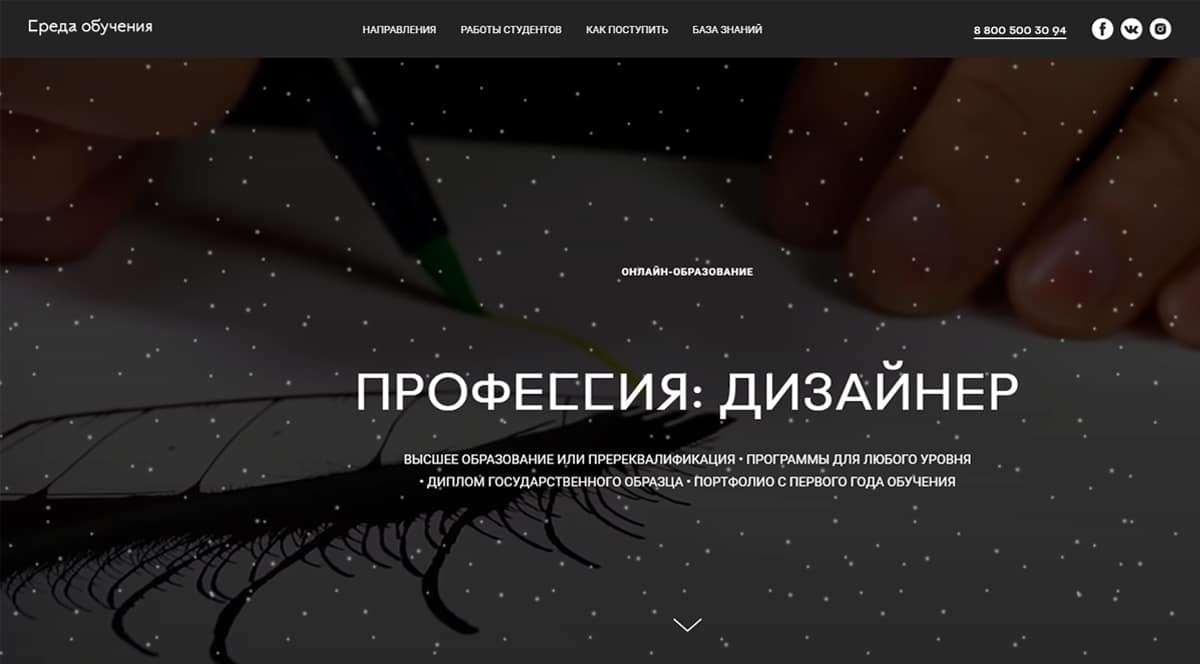 Среда обучения
НАПРАВЛЕНИЯ
РАБОТЫ СТУДЕНТОВ
КАК ПОСТУПИТЬ
БАЗА ЗНАНИЙ
8 800 500 30 94
ОНЛАЙН-ОБРАЗОВАНИЕ
ПРОФЕССИЯ: ДИЗАЙНЕР
ВЫСШЕЕ ОБРАЗОВАНИЕ ИЛИ ПРЕРЕКВАЛИФИКАЦИЯ • ПРОГРАММЫ ДЛЯ ЛЮБОГО УРОВНЯ
• ДИПЛОМ ГОСУДАРСТВЕННОГО ОБРАЗЦА • ПОРТФОЛИО С ПЕРВОГО ГОДА ОБУЧЕНИЯ